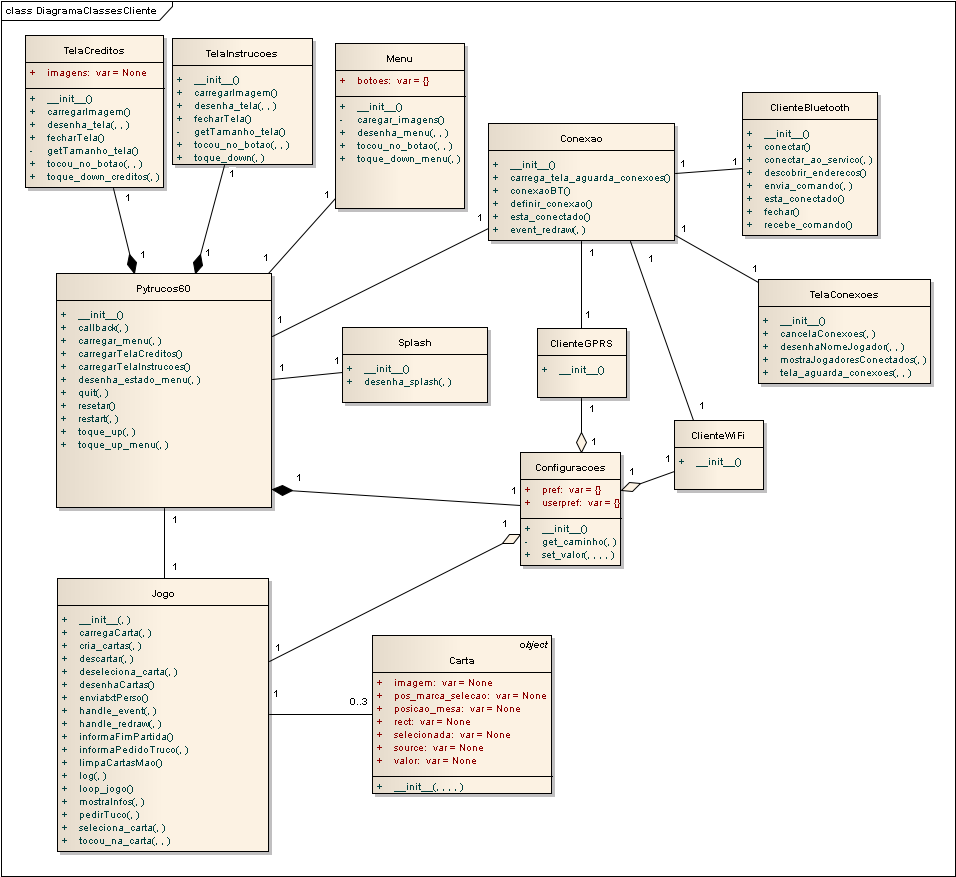 class DiagramaClassesCliente
TelaCreditos
+ imagens: var = None
+ __init__()
+ carregarImagem()
+ desenha_tela(, , )
+ fecharTela()
- getTamanho_tela()
+ tocou_no_botao(, , )
+ toque_down_creditos(, )
TelaInstrucoes
+ __init__()
+ carregarImagem()
+ desenha_tela(, , )
+ fecharTela()
- getTamanho_tela()
+ tocou_no_botao(, , )
+ toque_down(, )
Menu
+ botoes: var = {}
+ __init__()
- caregar_imagens()
+ desenha_menu(, , )
+ tocou_no_botao(, , )
+ toque_down_menu(, )
Conexao
+ __init__()
+ carrega_tela_aguarda_conexoes()
+ conexaoBT()
+ definir_conexao()
+ esta_conectado()
+ event_redraw(, )
ClienteBluetooth
+ __init__()
+ conectar()
+ conectar_ao_servico(, )
+ descobrir_enderecos()
+ envia_comando(, )
+ esta_conectado()
+ fechar()
+ recebe_comando()
1
1
1
1
1
1
1
1
1
1
1
1
1
1
Pytrucos60
+ __init__()
+ callback(, )
+ carregar_menu(, )
+ carregarTelaCreditos()
+ carregarTelaInstrucoes()
+ desenha_estado_menu(, )
+ quit(, )
+ resetar()
+ restart(, )
+ toque_up(, )
+ toque_up_menu(, )
TelaConexoes
+ __init__()
+ cancelaConexoes(, )
+ desenhaNomeJogador(, , )
+ mostraJogadoresConectados(, )
+ tela_aguarda_conexoes(, , )
1
1
Splash
+ __init__()
+ desenha_splash(, )
1
ClienteGPRS
+ __init__()
1
1
1
ClienteWiFi
+ __init__()
1
1
1
1
Configuracoes
+ pref: var = {}
+ userpref: var = {}
+ __init__()
- get_caminho(, )
+ set_valor(, , , , )
1
1
1
1
Jogo
+ __init__(, )
+ carregaCarta(, )
+ cria_cartas(, )
+ descartar(, )
+ deseleciona_carta(, )
+ desenhaCartas()
+ enviatxtPerso()
+ handle_event(, )
+ handle_redraw(, )
+ informaFimPartida()
+ informaPedidoTruco(, )
+ limpaCartasMao()
+ log(, )
+ loop_jogo()
+ mostraInfos(, )
+ pedirTuco(, )
+ seleciona_carta(, )
+ tocou_na_carta(, , )
1
1
0..3
object
Carta
+ imagem: var = None
+ pos_marca_selecao: var = None
+ posicao_mesa: var = None
+ rect: var = None
+ selecionada: var = None
+ source: var = None
+ valor: var = None
+ __init__(, , , , )